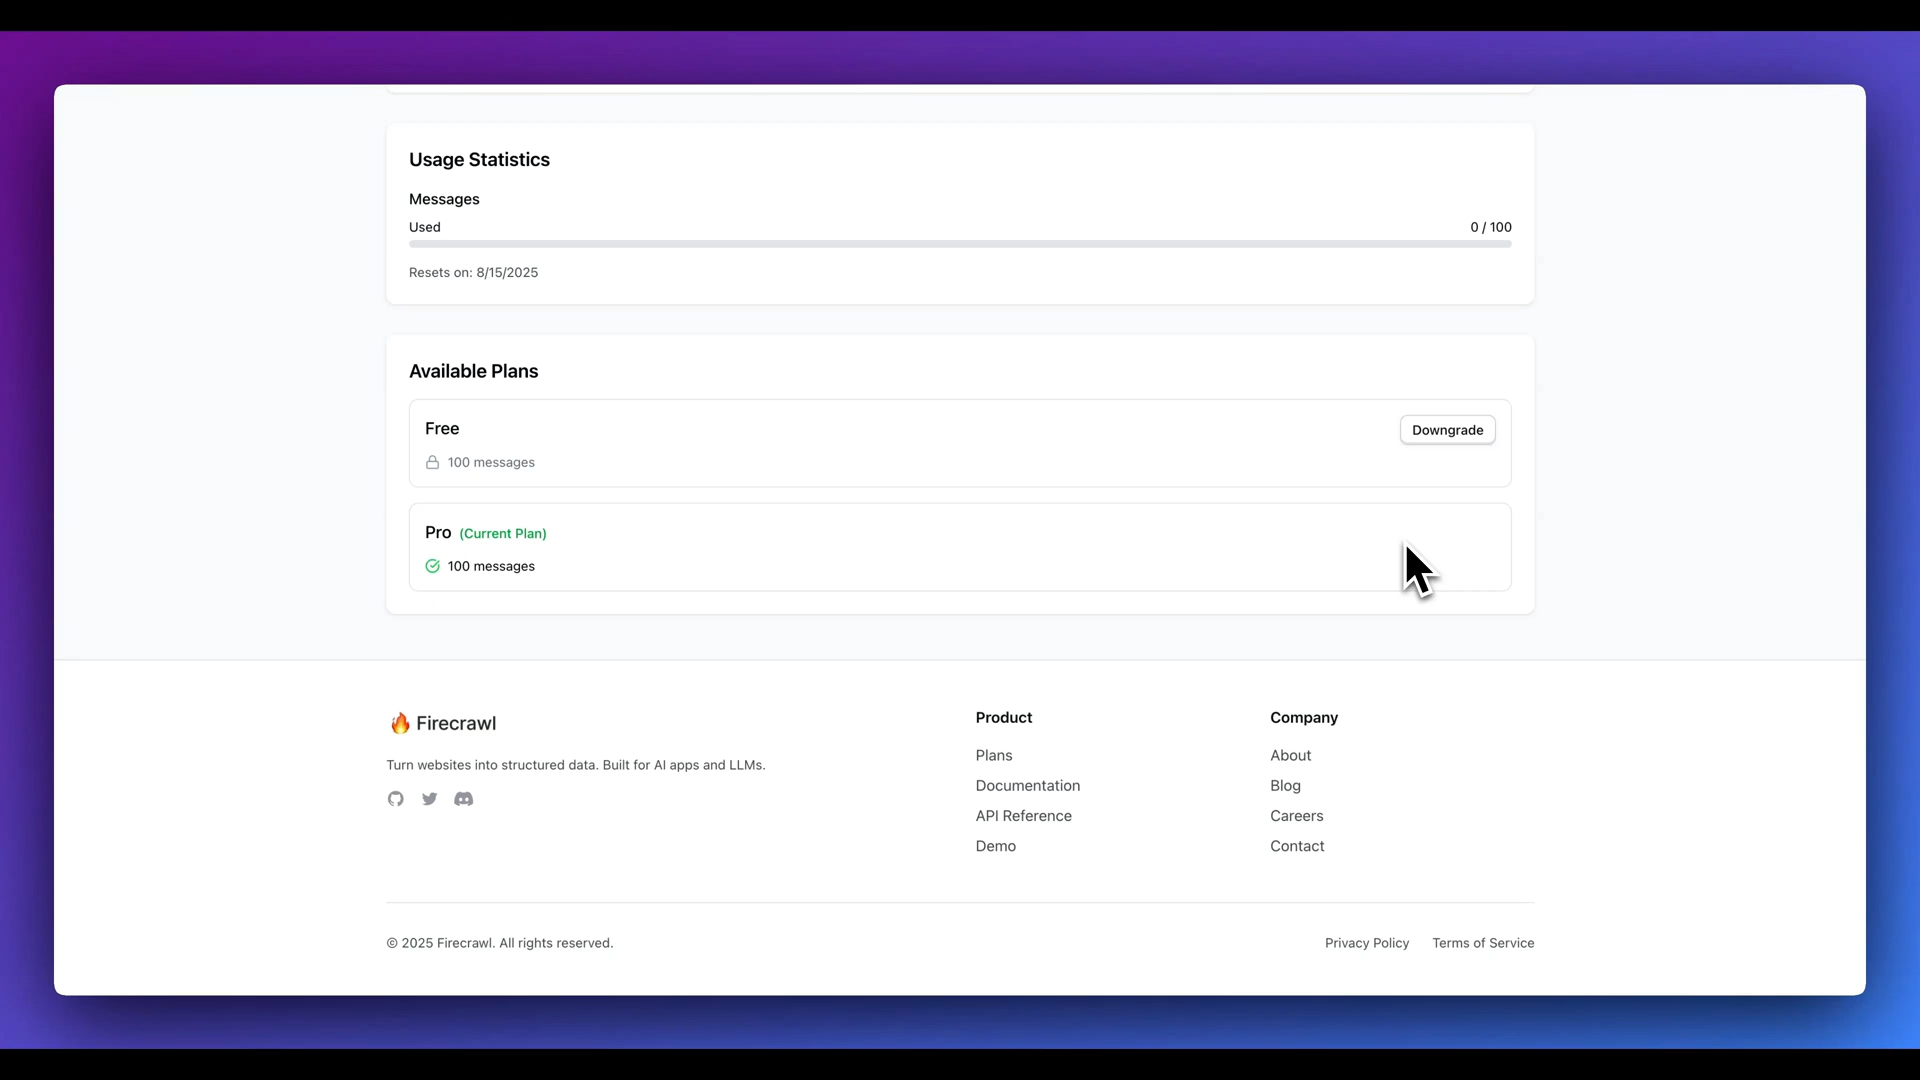 Usage Statistics
Messages
Used 0 / 100
Resets on: 8/15/2025
Available Plans
Free Downgrade
100 messages
Pro (Current Plan)
100 messages
Firecrawl
Turn websites into structured data. Built for AI apps and LLMs.
Product
Plans
Documentation
API Reference
Demo
Company
About
Blog
Careers
Contact
© 2025 Firecrawl. All rights reserved.
Privacy Policy Terms of Service